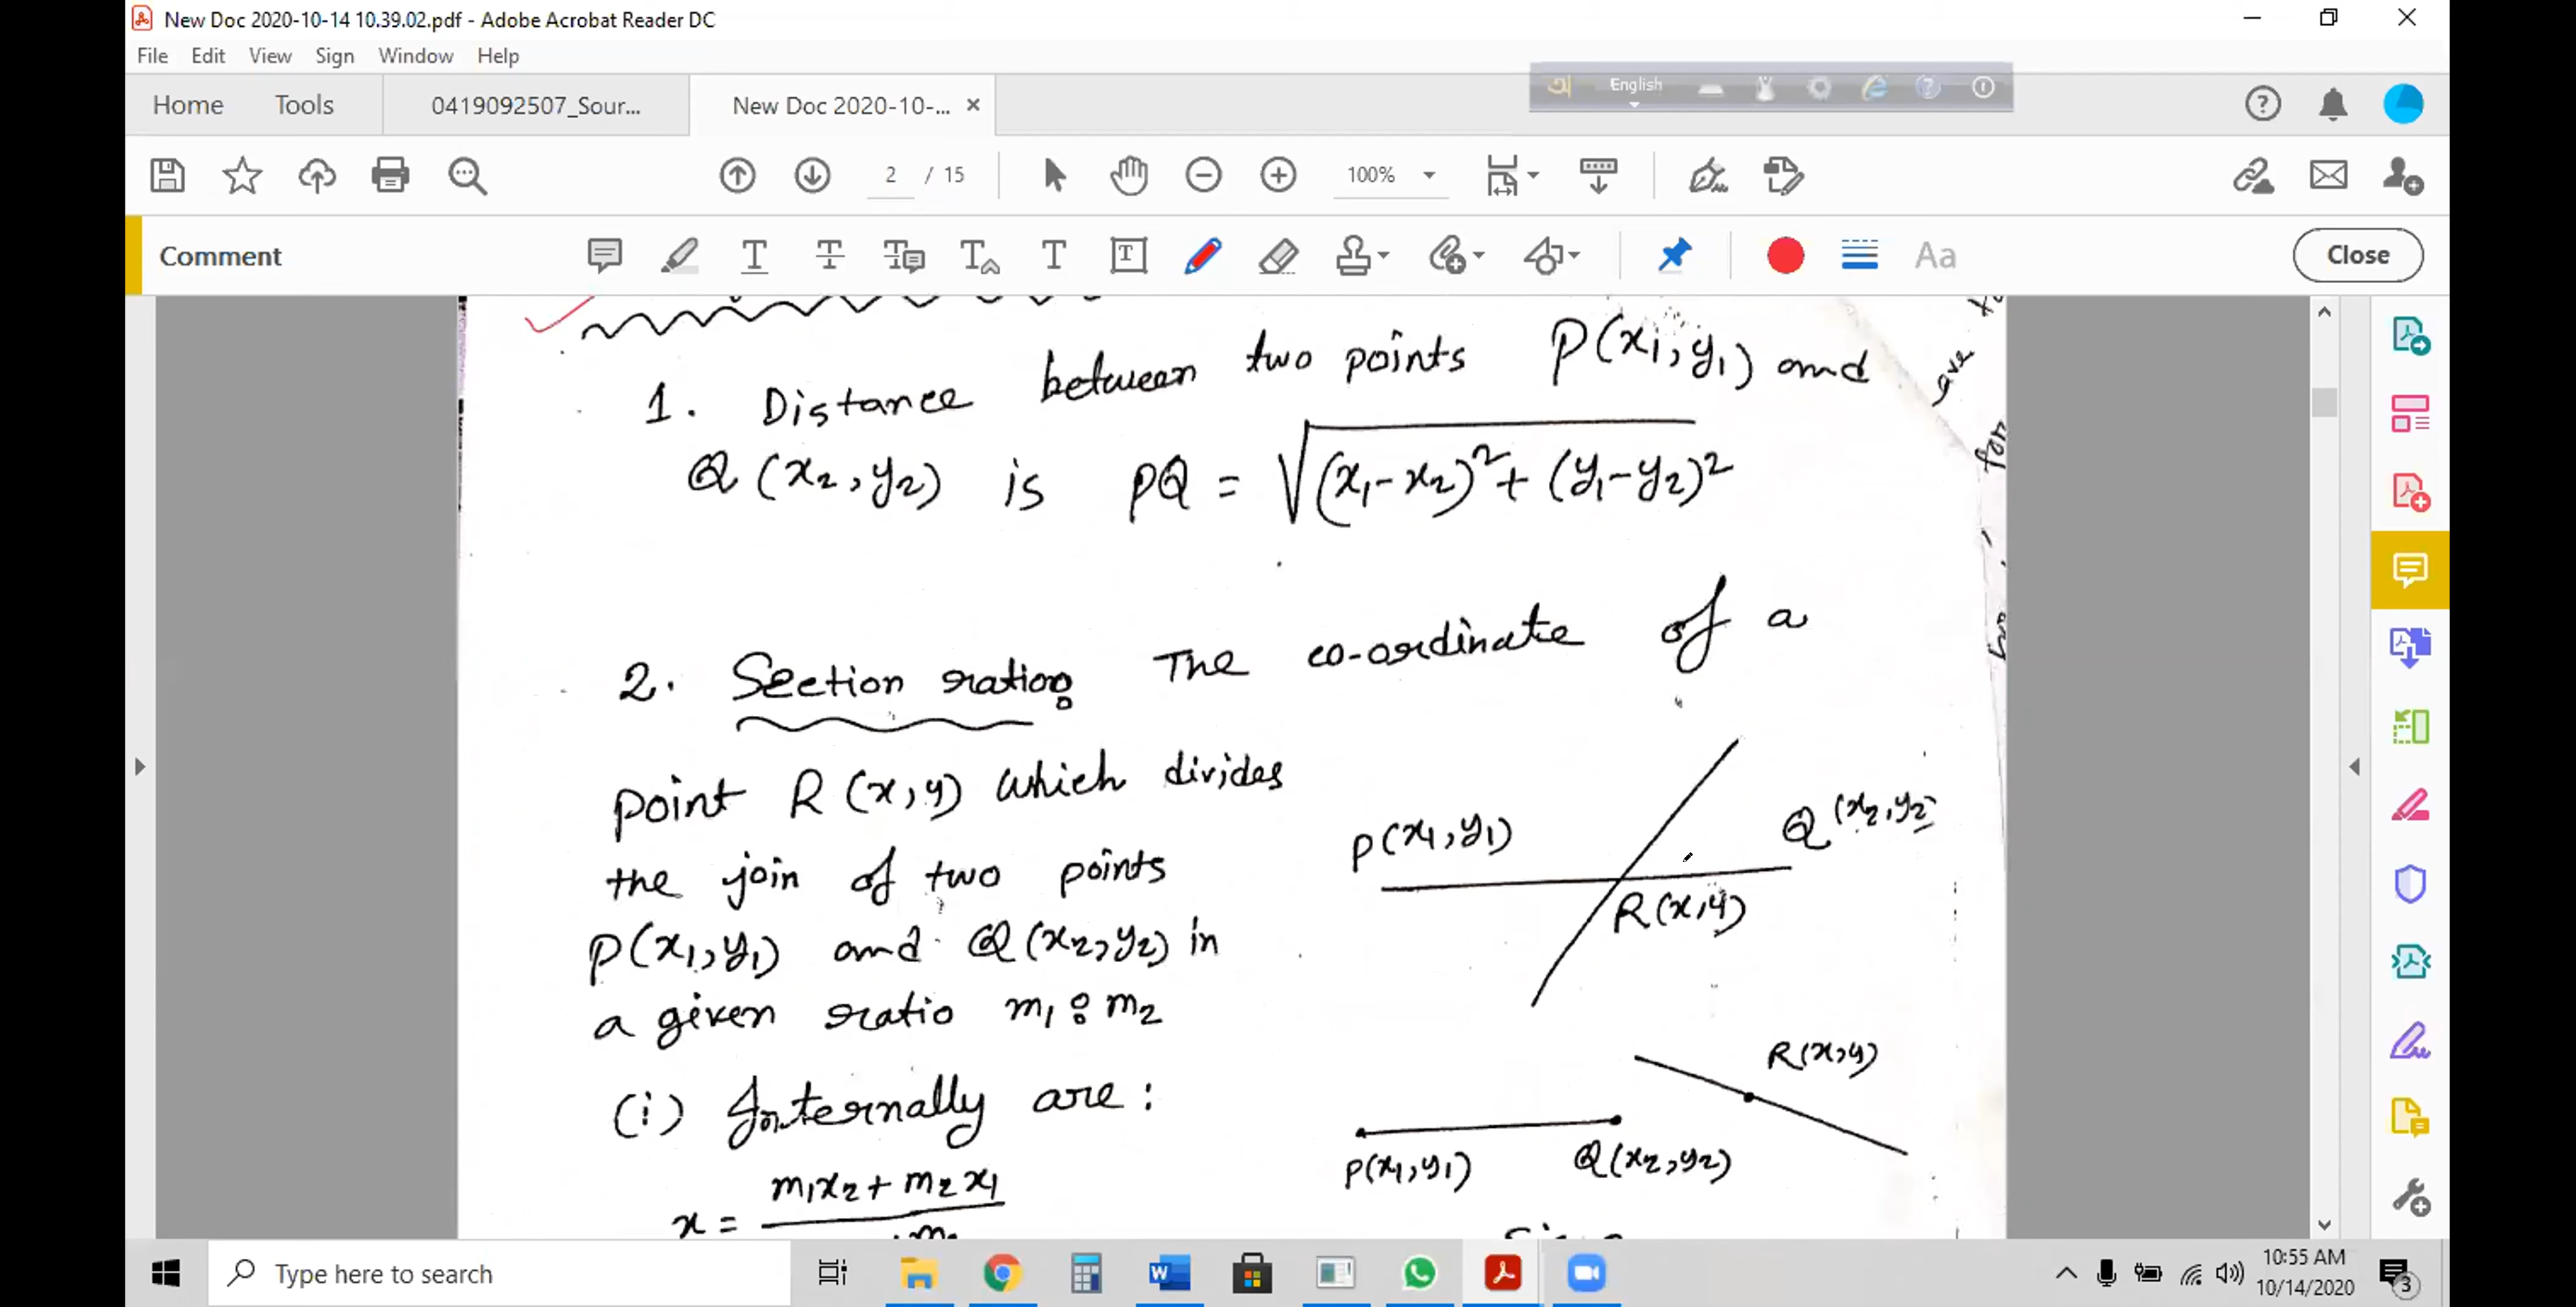 New Doc 2020-10-14 10.39.02.pdf - Adobe Acrobat Reader DC
File Edit View Sign Window Help
Home Tools 0419092507_Sour... New Doc 2020-10-... ×
English
2 / 15 100%
Comment Aa Close
1. Distance between two points P(x₁, y₁) and
Q (x₂, y₂) is PQ = √(x₁-x₂)² + (y₁-y₂)²
2. Section ratio: The co-ordinate of a
point R (x, y) which divides
the join of two points
P(x₁, y₁) and Q (x₂, y₂) in
a given ratio m₁ : m₂
(i) Internally are:
m₁x₂ + m₂x₁
x =
P(x₁, y₁)
Q (x₂, y₂)
R(x, y)
R(x, y)
P(x₁, y₁)
Q(x₂, y₂)
are
for
Type here to search
10:55 AM
10/14/2020
3